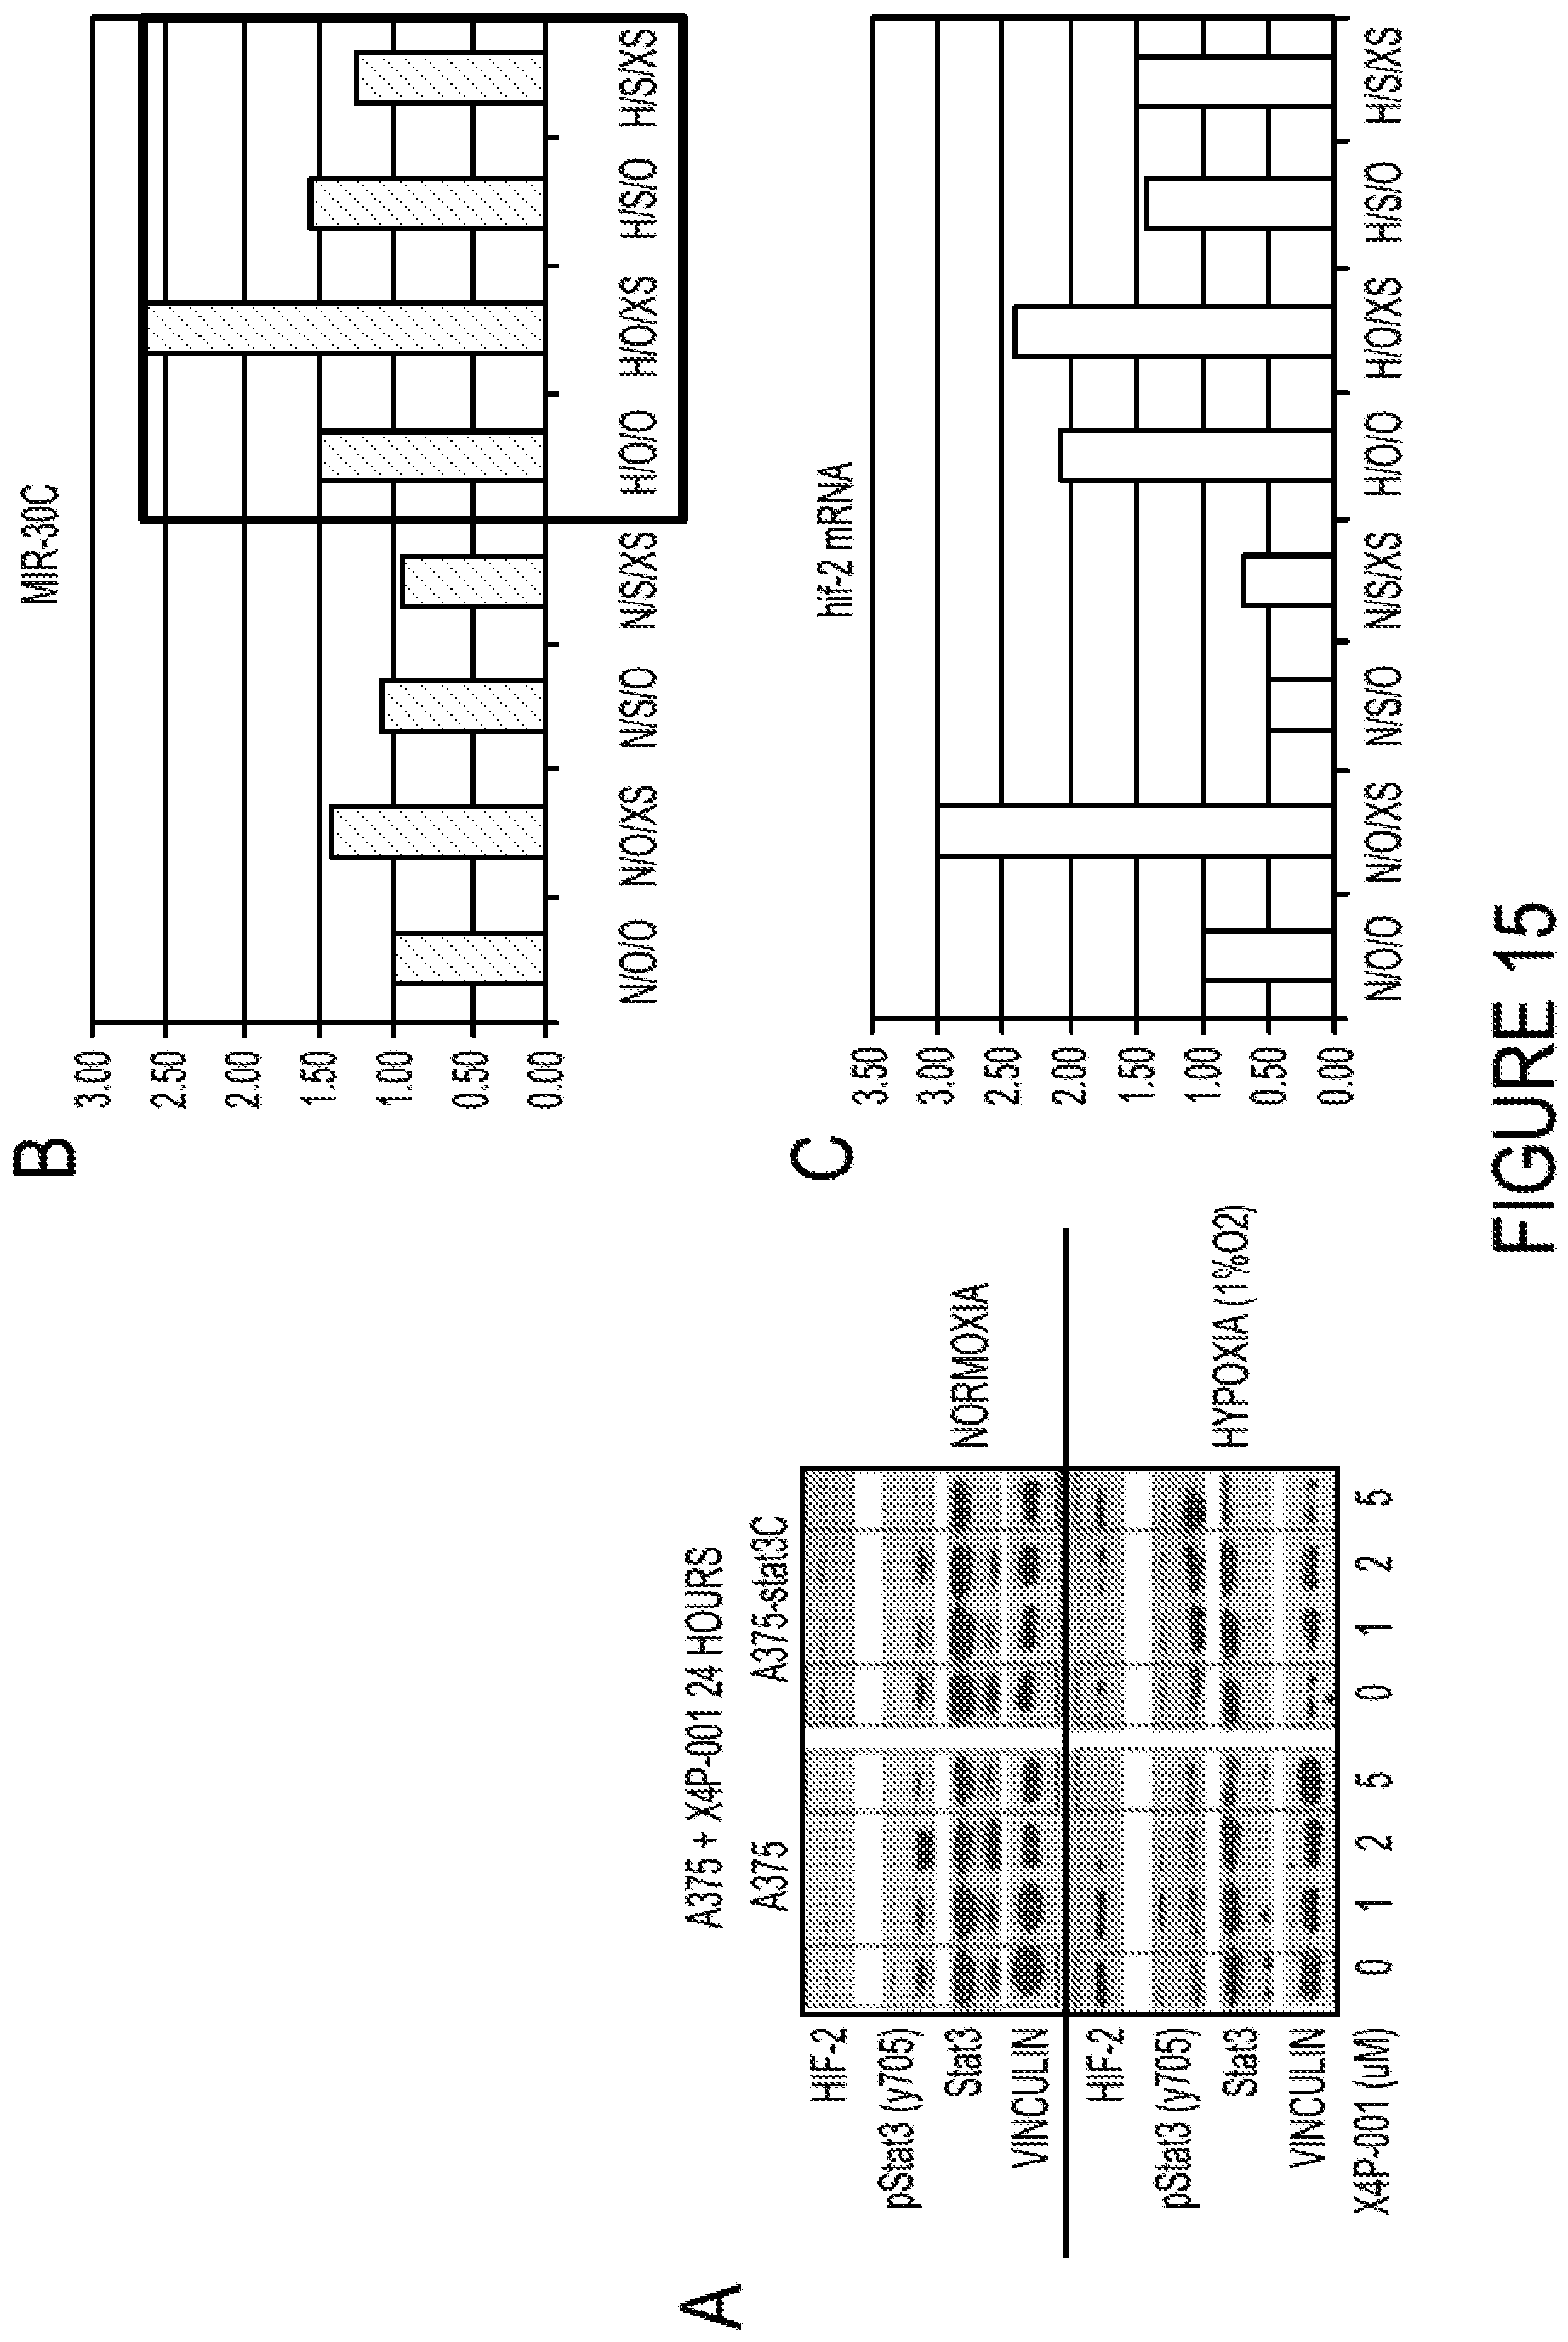 A
A375 + X4P-001 24 HOURS
A375 A375-stat3C
HIF-2
pStat3 (y705)
Stat3
VINCULIN
NORMOXIA
HIF-2
pStat3 (y705)
Stat3
VINCULIN
HYPOXIA (1%O2)
X4P-001 (µM) 0 1 2 5 0 1 2 5
B
MIR-30C
3.00
2.50
2.00
1.50
1.00
0.50
0.00
N/O/O N/O/XS N/S/O N/S/XS H/O/O H/O/XS H/S/O H/S/XS
C
hif-2 mRNA
3.50
3.00
2.50
2.00
1.50
1.00
0.50
0.00
N/O/O N/O/XS N/S/O N/S/XS H/O/O H/O/XS H/S/O H/S/XS
FIGURE 15